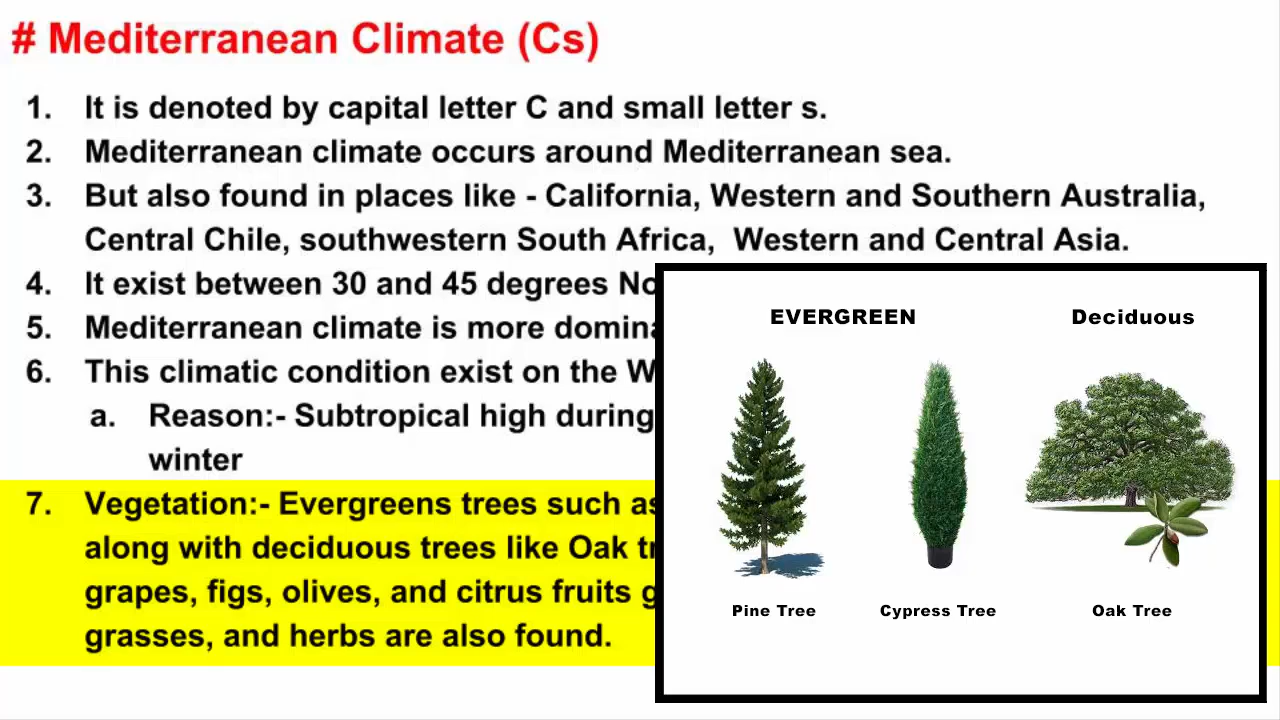 # Mediterranean Climate (Cs)
1. It is denoted by capital letter C and small letter s.
2. Mediterranean climate occurs around Mediterranean sea.
3. But also found in places like - California, Western and Southern Australia,
Central Chile, southwestern South Africa, Western and Central Asia.
4. It exist between 30 and 45 degrees
5. Mediterranean climate is more
6. This climatic condition exist on the
a. Reason:- Subtropical high during
winter
7. Vegetation:- Evergreens trees such as
along with deciduous trees like Oak
grapes, figs, olives, and citrus fruits
grasses, and herbs are also found.
EVERGREEN Deciduous
Pine Tree Cypress Tree Oak Tree